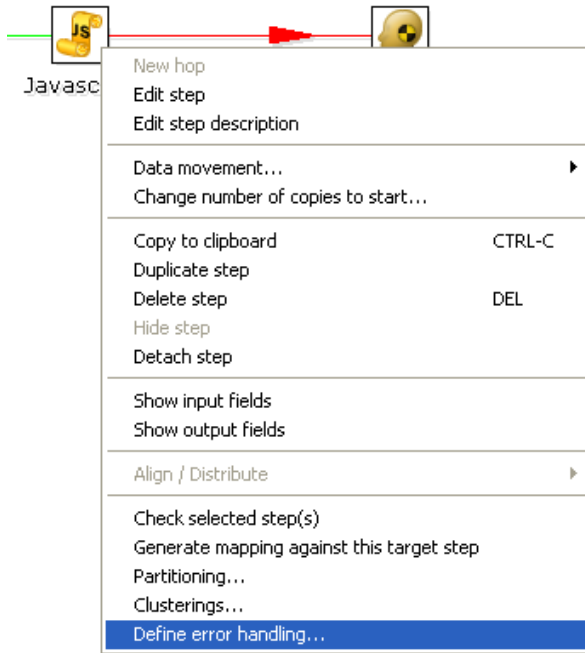 JS
Javasc
New hop
Edit step
Edit step description
Data movement...
Change number of copies to start...
Copy to clipboard CTRL-C
Duplicate step
Delete step DEL
Hide step
Detach step
Show input fields
Show output fields
Align / Distribute
Check selected step(s)
Generate mapping against this target step
Partitioning...
Clusterings...
Define error handling...